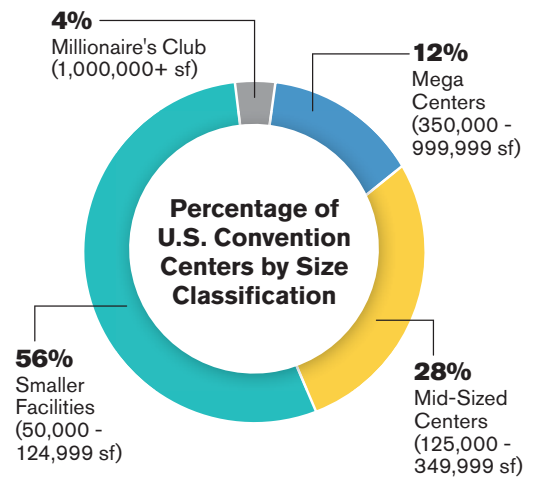 4%
Millionaire's Club
(1,000,000+ sf)
12%
Mega
Centers
(350,000 -
999,999 sf)
Percentage of
U.S. Convention
Centers by Size
Classification
56%
Smaller
Facilities
(50,000 -
124,999 sf)
28%
Mid-Sized
Centers
(125,000 -
349,999 sf)